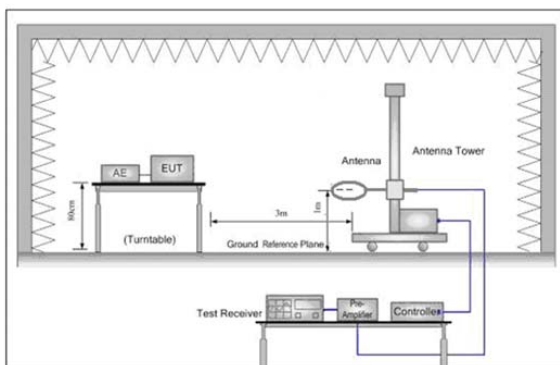 AE
EUT
80cm
(Turntable)
3m
Antenna
Antenna Tower
1m
Ground Reference Plane
Test Receiver
Pre-
Amplifier
Controller